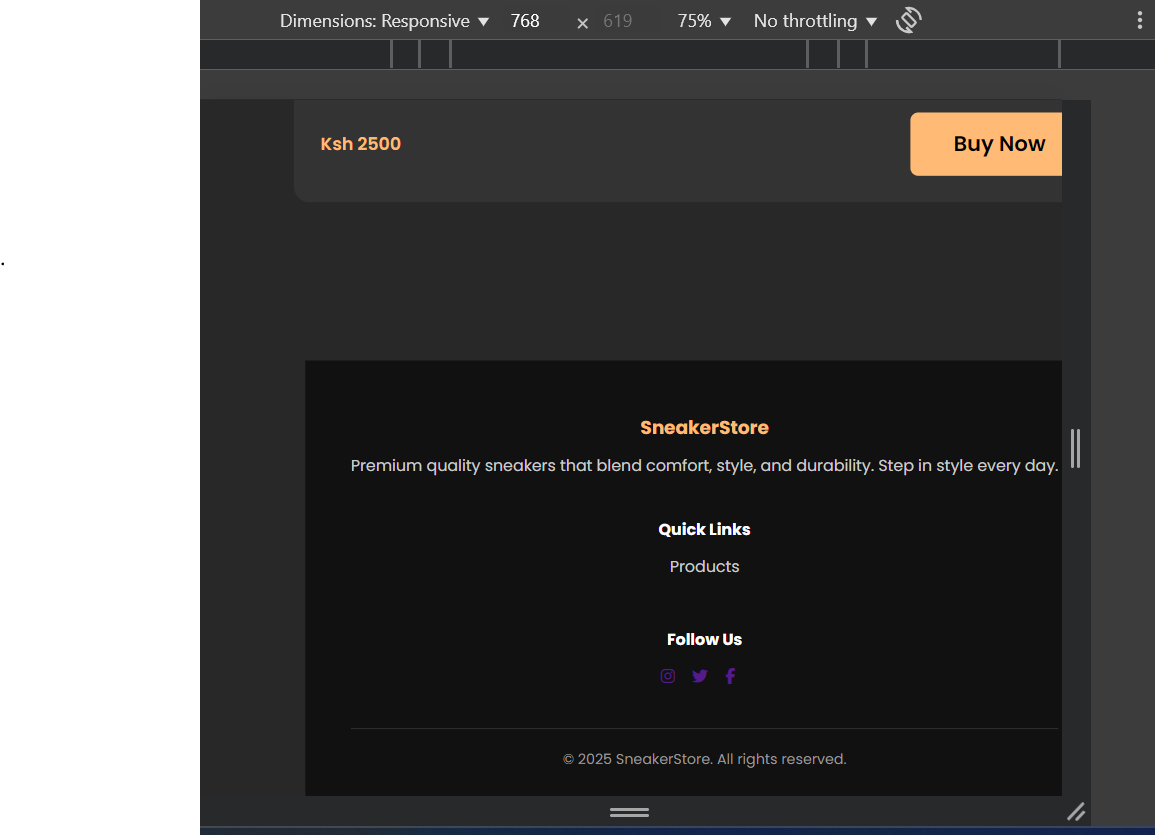 Dimensions: Responsive ▼ 768 × 619 75% ▼ No throttling ▼
Ksh 2500 Buy Now
.
SneakerStore
Premium quality sneakers that blend comfort, style, and durability. Step in style every day.
Quick Links
Products
Follow Us
© 2025 SneakerStore. All rights reserved.